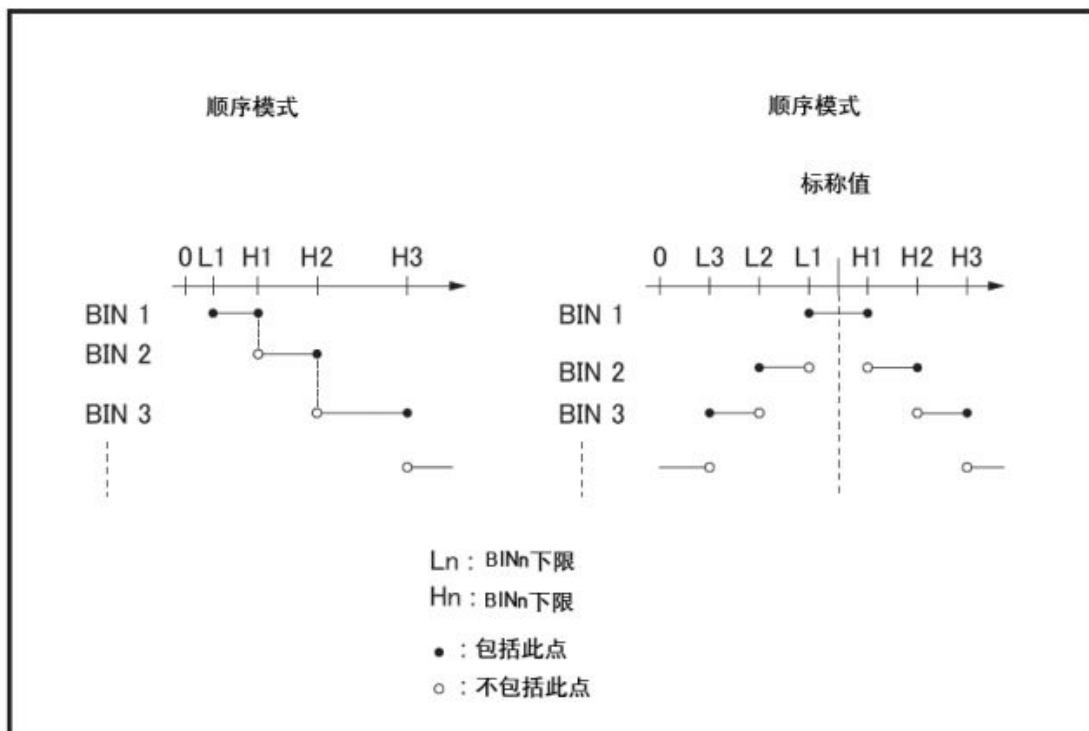 顺序模式
0 L1 H1 H2 H3
BIN 1
BIN 2
BIN 3
顺序模式
标称值
0 L3 L2 L1 H1 H2 H3
BIN 1
BIN 2
BIN 3
Ln : BINn下限
Hn : BINn下限
● : 包括此点
○ : 不包括此点